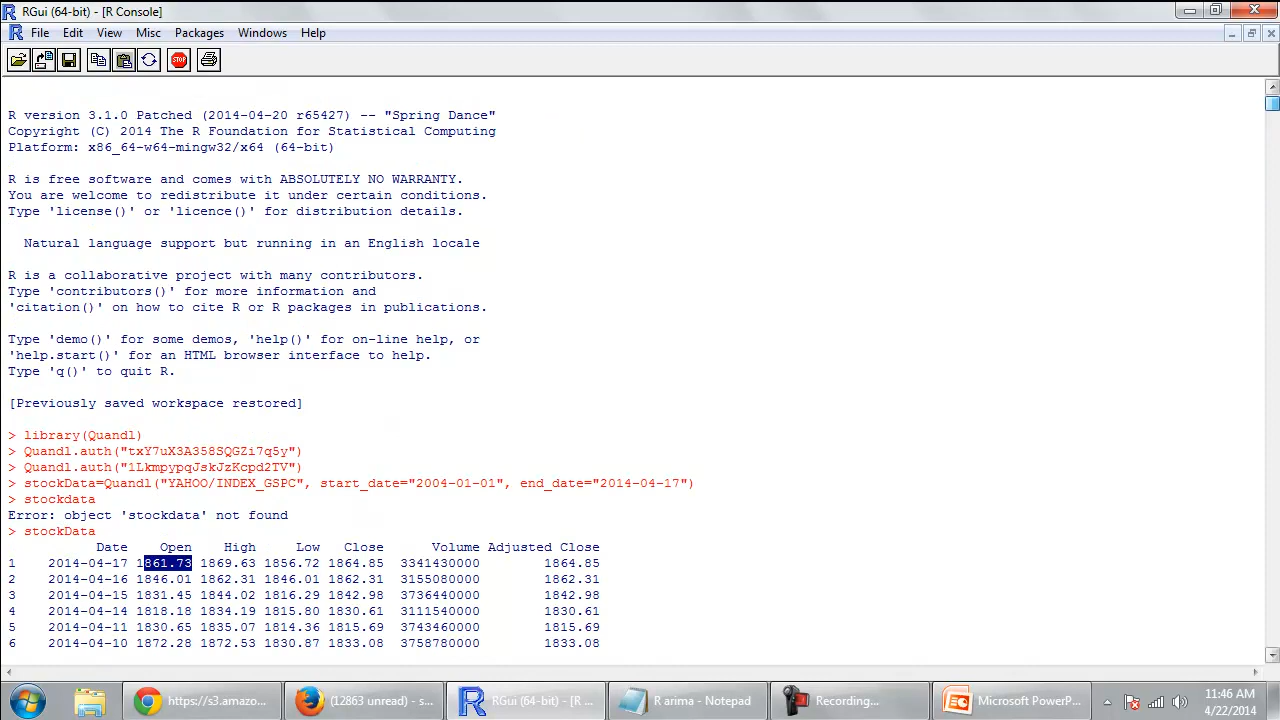 RGui (64-bit) - [R Console]
File Edit View Misc Packages Windows Help
STOP
R version 3.1.0 Patched (2014-04-20 r65427) -- "Spring Dance"
Copyright (C) 2014 The R Foundation for Statistical Computing
Platform: x86_64-w64-mingw32/x64 (64-bit)
R is free software and comes with ABSOLUTELY NO WARRANTY.
You are welcome to redistribute it under certain conditions.
Type 'license()' or 'licence()' for distribution details.
Natural language support but running in an English locale
R is a collaborative project with many contributors.
Type 'contributors()' for more information and
'citation()' on how to cite R or R packages in publications.
Type 'demo()' for some demos, 'help()' for on-line help, or
'help.start()' for an HTML browser interface to help.
Type 'q()' to quit R.
[Previously saved workspace restored]
> library(Quandl)
> Quandl.auth("txY7uX3A358SQGZi7q5y")
> Quandl.auth("1LkmpypqJskJzKcpd2TV")
> stockData=Quandl("YAHOO/INDEX_GSPC", start_date="2004-01-01", end_date="2014-04-17")
> stockdata
Error: object 'stockdata' not found
> stockData
Date Open High Low Close Volume Adjusted Close
1 2014-04-17 1861.73 1869.63 1856.72 1864.85 3341430000 1864.85
2 2014-04-16 1846.01 1862.31 1846.01 1862.31 3155080000 1862.31
3 2014-04-15 1831.45 1844.02 1816.29 1842.98 3736440000 1842.98
4 2014-04-14 1818.18 1834.19 1815.80 1830.61 3111540000 1830.61
5 2014-04-11 1830.65 1835.07 1814.36 1815.69 3743460000 1815.69
6 2014-04-10 1872.28 1872.53 1830.87 1833.08 3758780000 1833.08
https://s3.amazo... (12863 unread) - s... RGui (64-bit) - [R ... R arima - Notepad Recording... Microsoft PowerP... 11:46 AM
4/22/2014